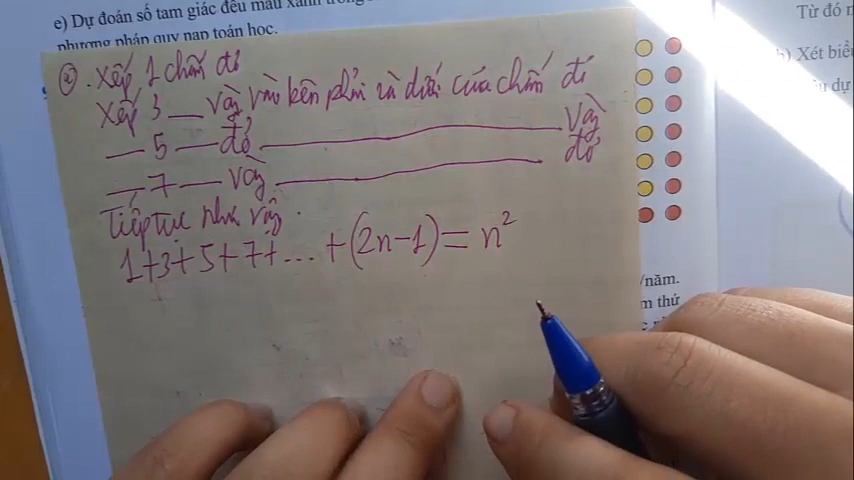 e) Dự đoán số tam giác đều màu xanh trong
phương pháp quy nạp toán học.
② . Xếp 1 chấm đỏ
Xếp 3 — vàng vào bên phải và dưới của chấm đỏ
— 5 — đỏ — vàng
— 7 — vàng — đỏ
Tiếp tục như vậy.
1+3+5+7+...+(2n-1)=n²
Từ đó
) Xét biể
dự
/năm.
m thứ